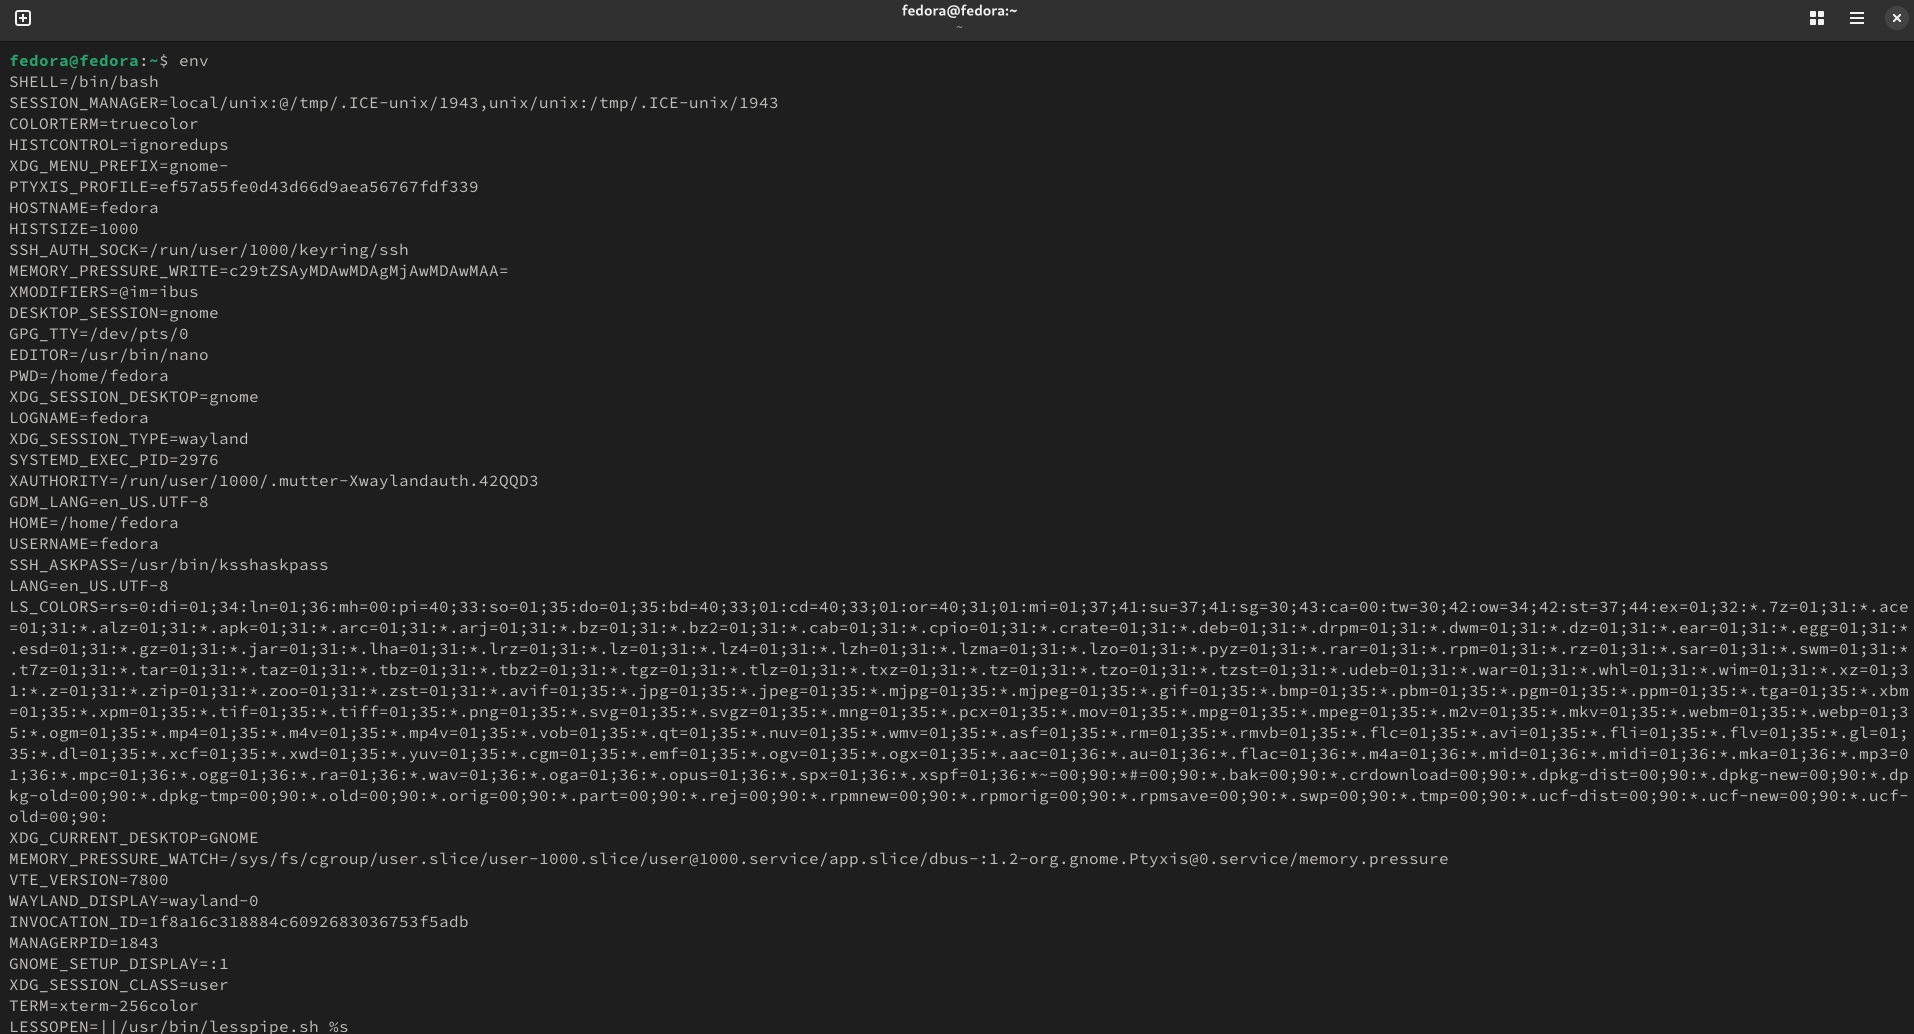 fedora@fedora:~
~
fedora@fedora:~$ env
SHELL=/bin/bash
SESSION_MANAGER=local/unix:@/tmp/.ICE-unix/1943,unix/unix:/tmp/.ICE-unix/1943
COLORTERM=truecolor
HISTCONTROL=ignoredups
XDG_MENU_PREFIX=gnome-
PTYXIS_PROFILE=ef57a55fe0d43d66d9aea56767fdf339
HOSTNAME=fedora
HISTSIZE=1000
SSH_AUTH_SOCK=/run/user/1000/keyring/ssh
MEMORY_PRESSURE_WRITE=c29tZSAyMDAwMDAgMjAwMDAwMAA=
XMODIFIERS=@im=ibus
DESKTOP_SESSION=gnome
GPG_TTY=/dev/pts/0
EDITOR=/usr/bin/nano
PWD=/home/fedora
XDG_SESSION_DESKTOP=gnome
LOGNAME=fedora
XDG_SESSION_TYPE=wayland
SYSTEMD_EXEC_PID=2976
XAUTHORITY=/run/user/1000/.mutter-Xwaylandauth.42QQD3
GDM_LANG=en_US.UTF-8
HOME=/home/fedora
USERNAME=fedora
SSH_ASKPASS=/usr/bin/ksshaskpass
LANG=en_US.UTF-8
LS_COLORS=rs=0:di=01;34:ln=01;36:mh=00:pi=40;33:so=01;35:do=01;35:bd=40;33;01:cd=40;33;01:or=40;31;01:mi=01;37;41:su=37;41:sg=30;43:ca=00:tw=30;42:ow=34;42:st=37;44:ex=01;32:*.7z=01;31:*.ace
=01;31:*.alz=01;31:*.apk=01;31:*.arc=01;31:*.arj=01;31:*.bz=01;31:*.bz2=01;31:*.cab=01;31:*.cpio=01;31:*.crate=01;31:*.deb=01;31:*.drpm=01;31:*.dwm=01;31:*.dz=01;31:*.ear=01;31:*.egg=01;31:*
.esd=01;31:*.gz=01;31:*.jar=01;31:*.lha=01;31:*.lrz=01;31:*.lz=01;31:*.lz4=01;31:*.lzh=01;31:*.lzma=01;31:*.lzo=01;31:*.pyz=01;31:*.rar=01;31:*.rpm=01;31:*.rz=01;31:*.sar=01;31:*.swm=01;31:*
.t7z=01;31:*.tar=01;31:*.taz=01;31:*.tbz=01;31:*.tbz2=01;31:*.tgz=01;31:*.tlz=01;31:*.txz=01;31:*.tz=01;31:*.tzo=01;31:*.tzst=01;31:*.udeb=01;31:*.war=01;31:*.whl=01;31:*.wim=01;31:*.xz=01;3
1:*.z=01;31:*.zip=01;31:*.zoo=01;31:*.zst=01;31:*.avif=01;35:*.jpg=01;35:*.jpeg=01;35:*.mjpg=01;35:*.mjpeg=01;35:*.gif=01;35:*.bmp=01;35:*.pbm=01;35:*.pgm=01;35:*.ppm=01;35:*.tga=01;35:*.xbm
=01;35:*.xpm=01;35:*.tif=01;35:*.tiff=01;35:*.png=01;35:*.svg=01;35:*.svgz=01;35:*.mng=01;35:*.pcx=01;35:*.mov=01;35:*.mpg=01;35:*.mpeg=01;35:*.m2v=01;35:*.mkv=01;35:*.webm=01;35:*.webp=01;3
5:*.ogm=01;35:*.mp4=01;35:*.m4v=01;35:*.mp4v=01;35:*.vob=01;35:*.qt=01;35:*.nuv=01;35:*.wmv=01;35:*.asf=01;35:*.rm=01;35:*.rmvb=01;35:*.flc=01;35:*.avi=01;35:*.fli=01;35:*.flv=01;35:*.gl=01;
35:*.dl=01;35:*.xcf=01;35:*.xwd=01;35:*.yuv=01;35:*.cgm=01;35:*.emf=01;35:*.ogv=01;35:*.ogx=01;35:*.aac=01;36:*.au=01;36:*.flac=01;36:*.m4a=01;36:*.mid=01;36:*.midi=01;36:*.mka=01;36:*.mp3=0
1;36:*.mpc=01;36:*.ogg=01;36:*.ra=01;36:*.wav=01;36:*.oga=01;36:*.opus=01;36:*.spx=01;36:*.xspf=01;36:*~=00;90:*#=00;90:*.bak=00;90:*.crdownload=00;90:*.dpkg-dist=00;90:*.dpkg-new=00;90:*.dp
kg-old=00;90:*.dpkg-tmp=00;90:*.old=00;90:*.orig=00;90:*.part=00;90:*.rej=00;90:*.rpmnew=00;90:*.rpmorig=00;90:*.rpmsave=00;90:*.swp=00;90:*.tmp=00;90:*.ucf-dist=00;90:*.ucf-new=00;90:*.ucf-
old=00;90:
XDG_CURRENT_DESKTOP=GNOME
MEMORY_PRESSURE_WATCH=/sys/fs/cgroup/user.slice/user-1000.slice/user@1000.service/app.slice/dbus-:1.2-org.gnome.Ptyxis@0.service/memory.pressure
VTE_VERSION=7800
WAYLAND_DISPLAY=wayland-0
INVOCATION_ID=1f8a16c318884c6092683036753f5adb
MANAGERPID=1843
GNOME_SETUP_DISPLAY=:1
XDG_SESSION_CLASS=user
TERM=xterm-256color
LESSOPEN=||/usr/bin/lesspipe.sh %s